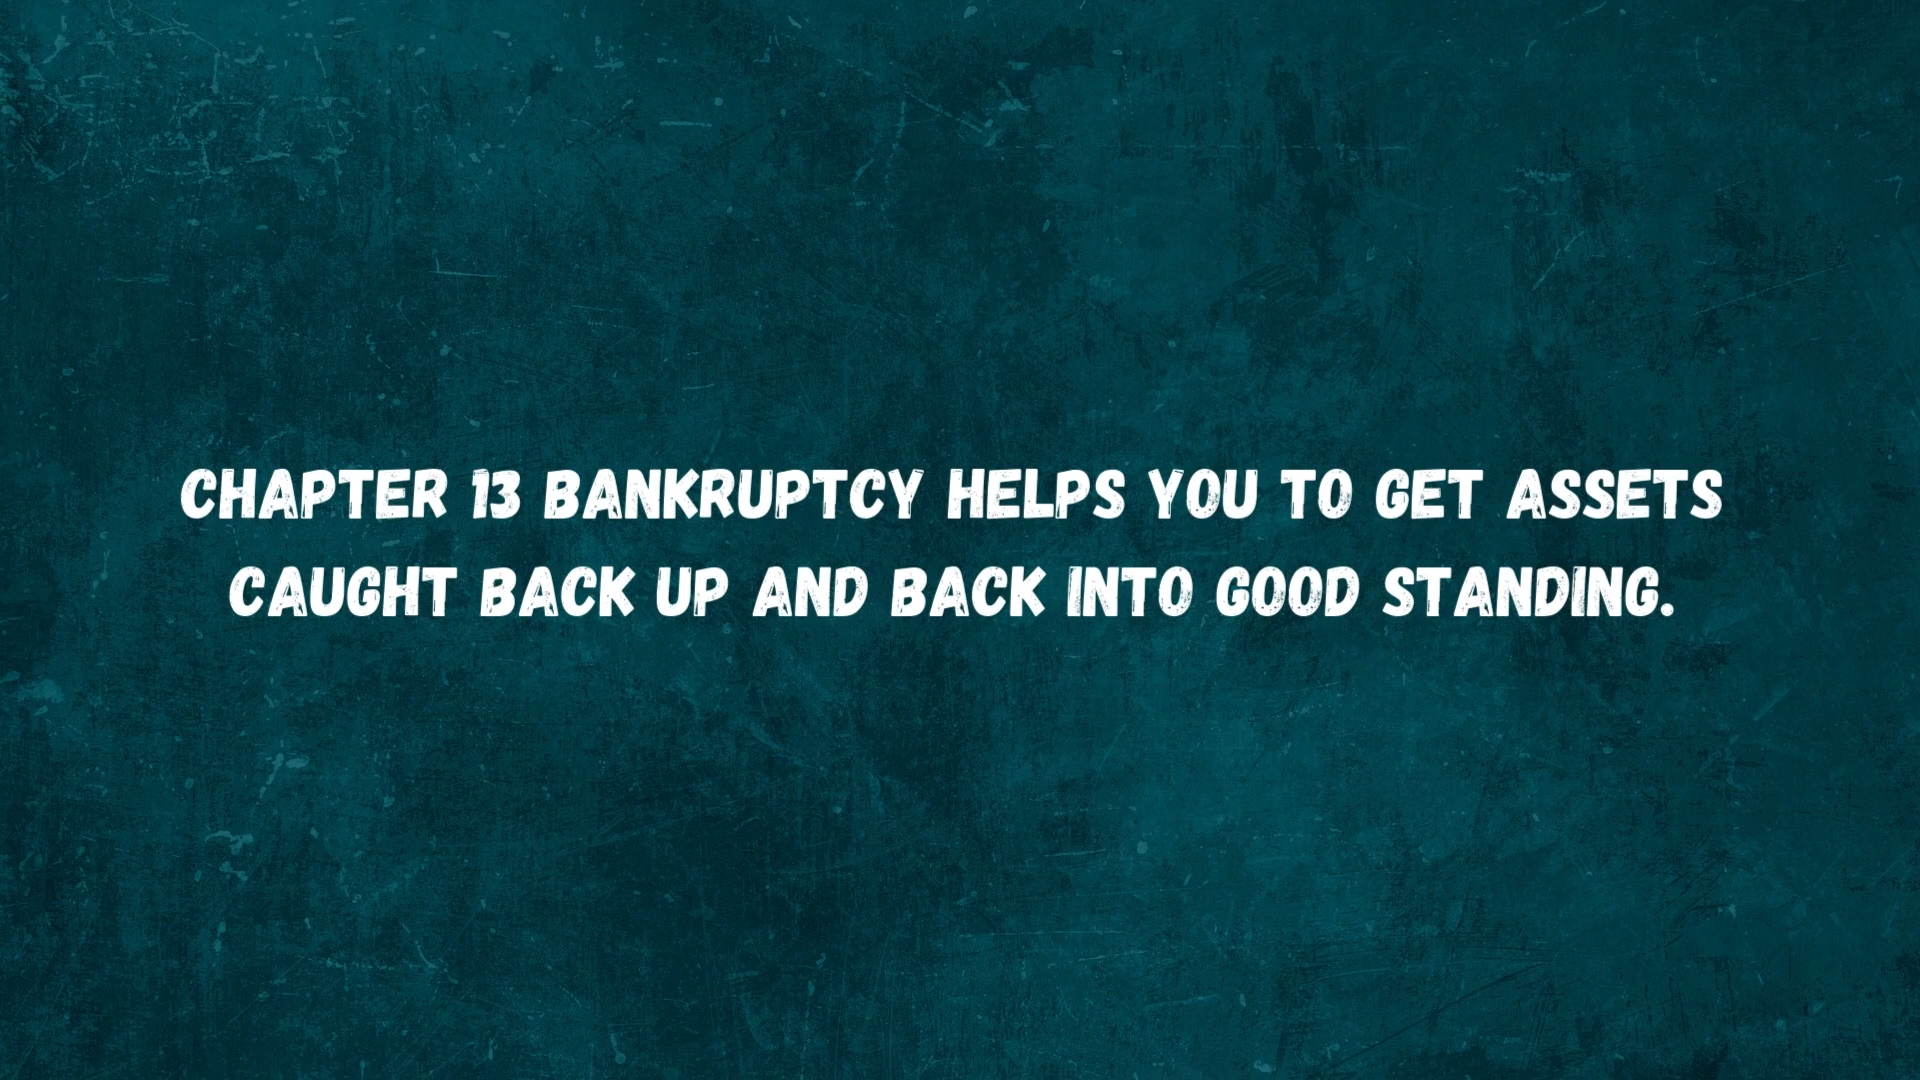 CHAPTER 13 BANKRUPTCY HELPS YOU TO GET ASSETS
CAUGHT BACK UP AND BACK INTO GOOD STANDING.